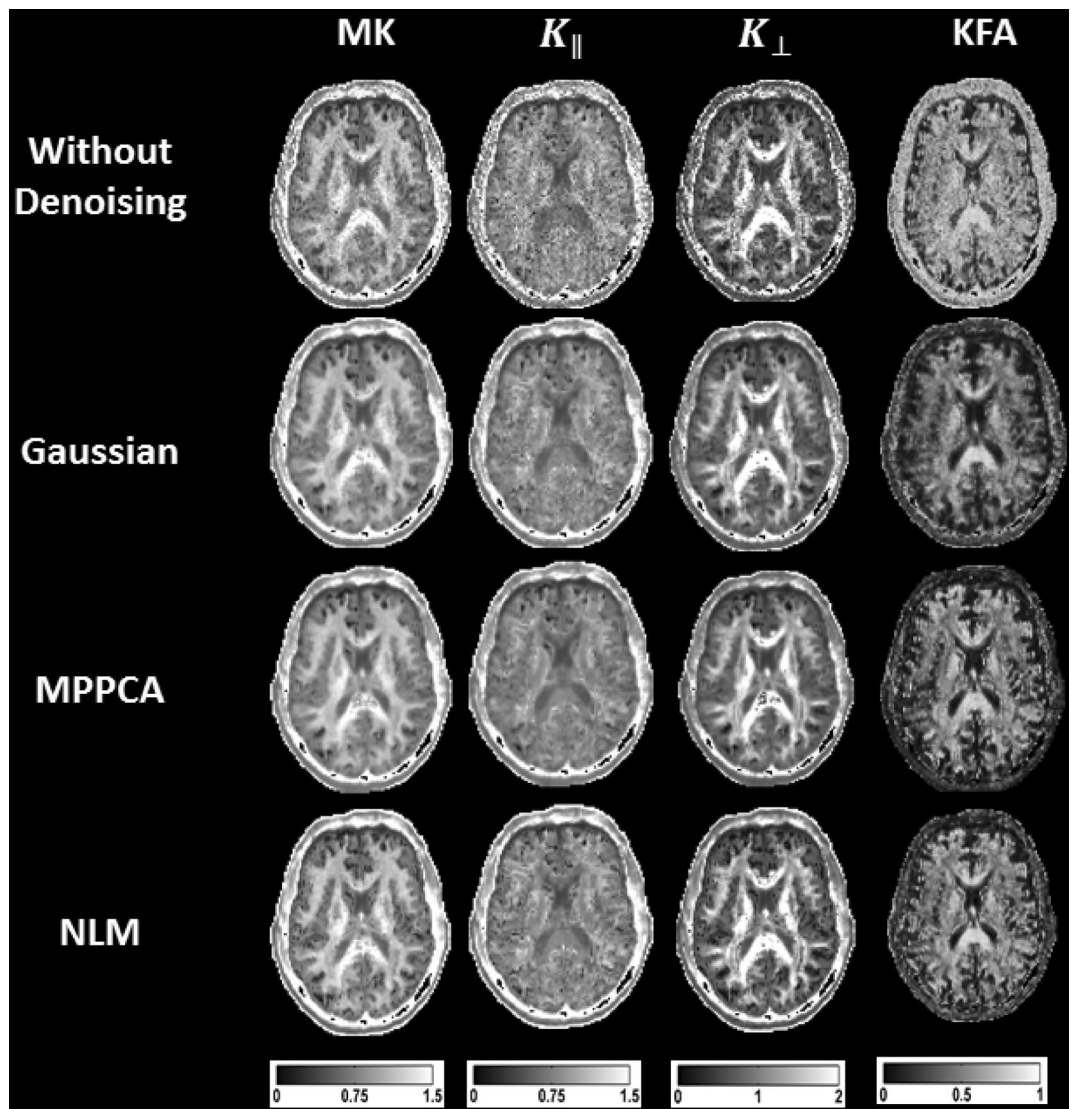 MK K∥ K⊥ KFA
Without
Denoising
Gaussian
MPPCA
NLM
0 0.75 1.5 0 0.75 1.5 0 1 2 0 0.5 1